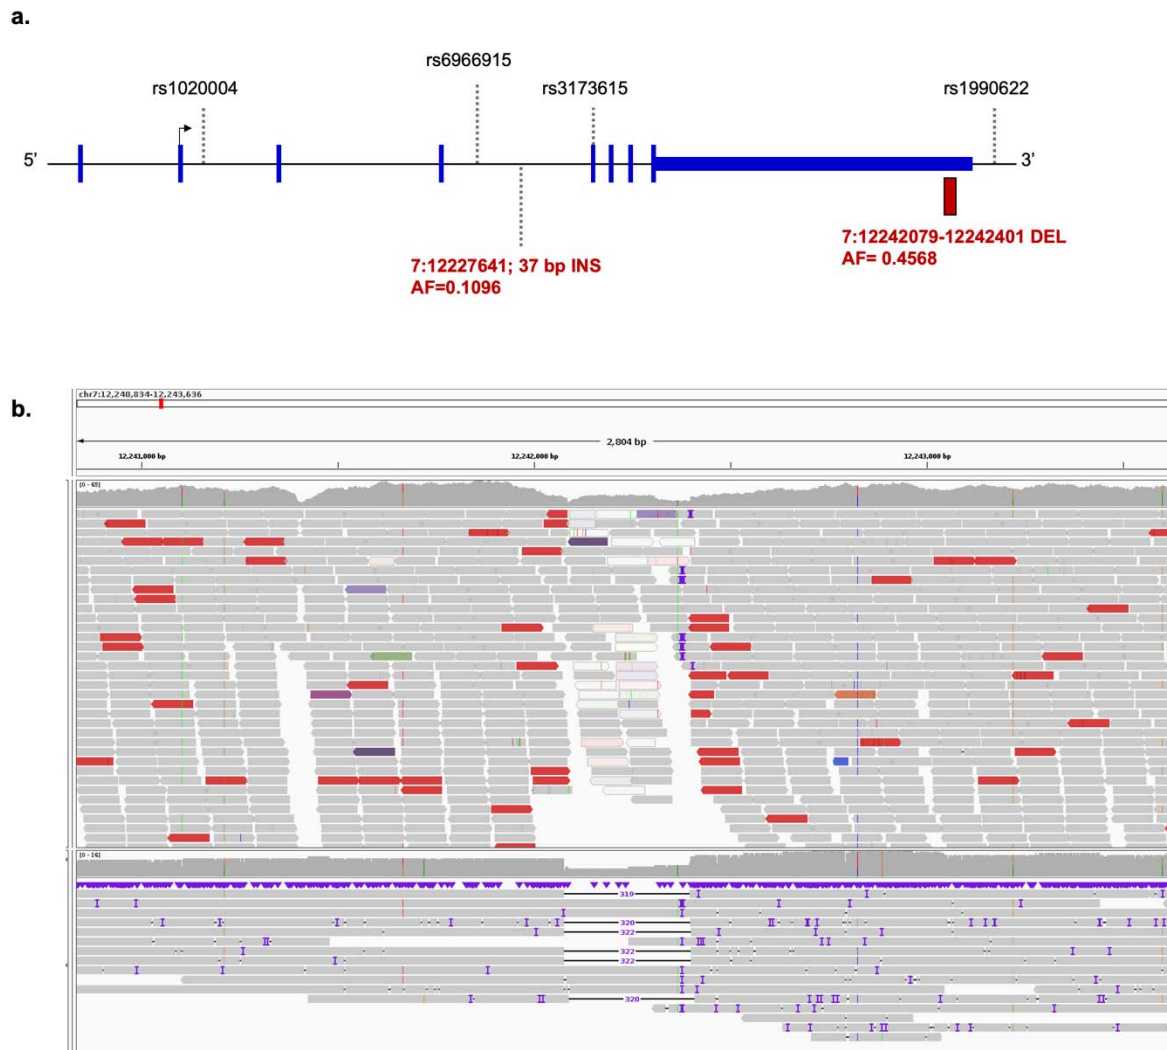 a.
rs6966915
rs1020004
rs3173615
rs1990622
5’
3’
7:12227641; 37 bp INS
AF=0.1096
7:12242079-12242401 DEL
AF= 0.4568
b.
chr7:12,240,834-12,243,636
2,804 bp
12,241,000 bp
12,242,000 bp
12,243,000 bp
[0 - 65]
[0 - 16]
319
320
322
322
322
320